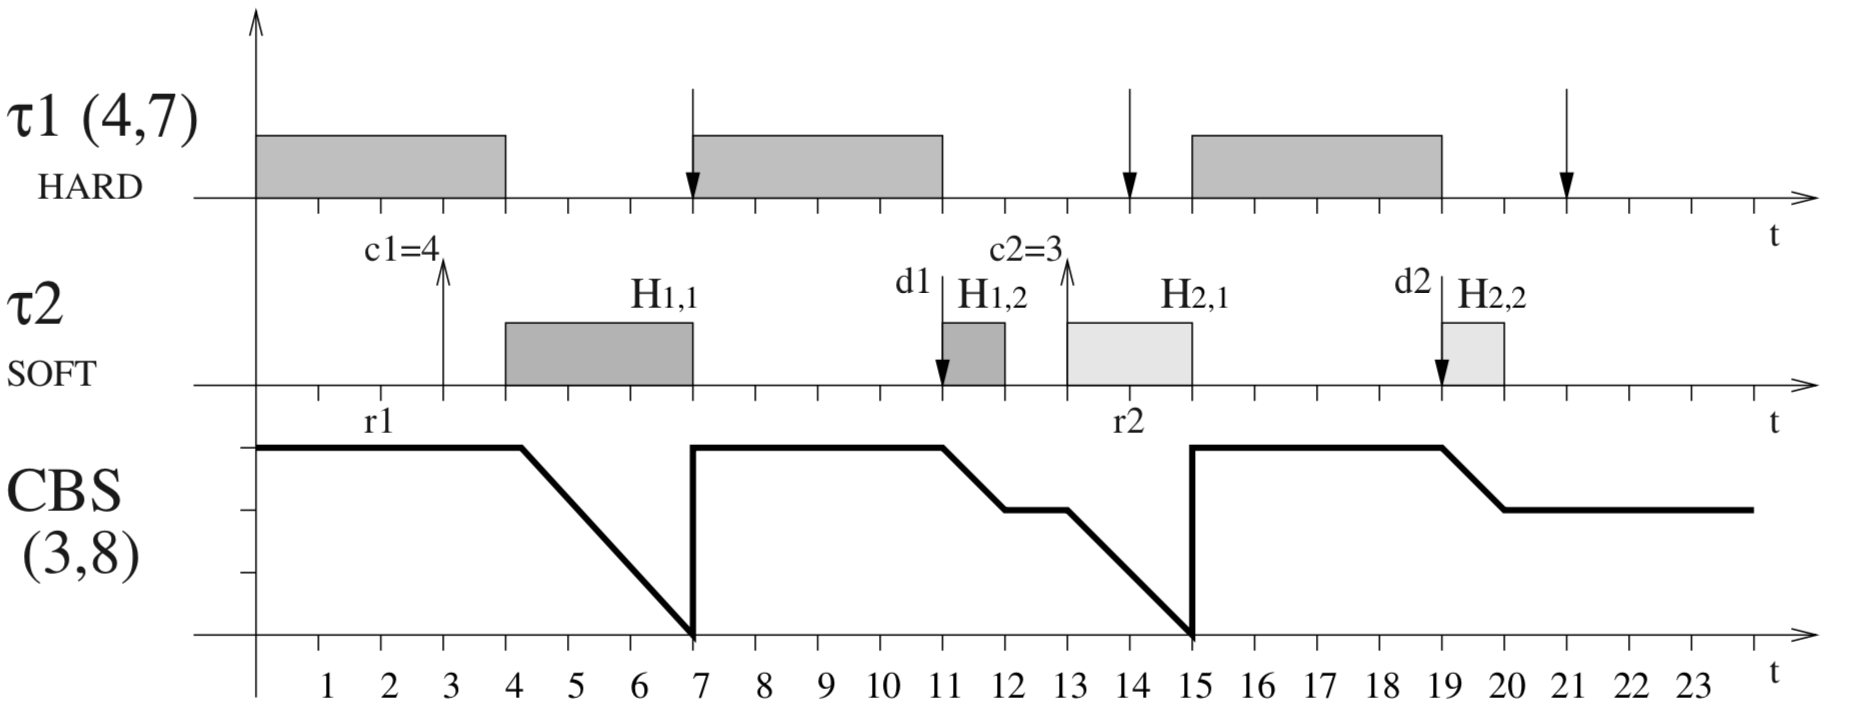 τ1 (4,7)
HARD
t
c1=4
c2=3
τ2
SOFT
H1,1
d1
H1,2
H2,1
d2
H2,2
t
r1
r2
CBS
(3,8)
1 2 3 4 5 6 7 8 9 10 11 12 13 14 15 16 17 18 19 20 21 22 23
t